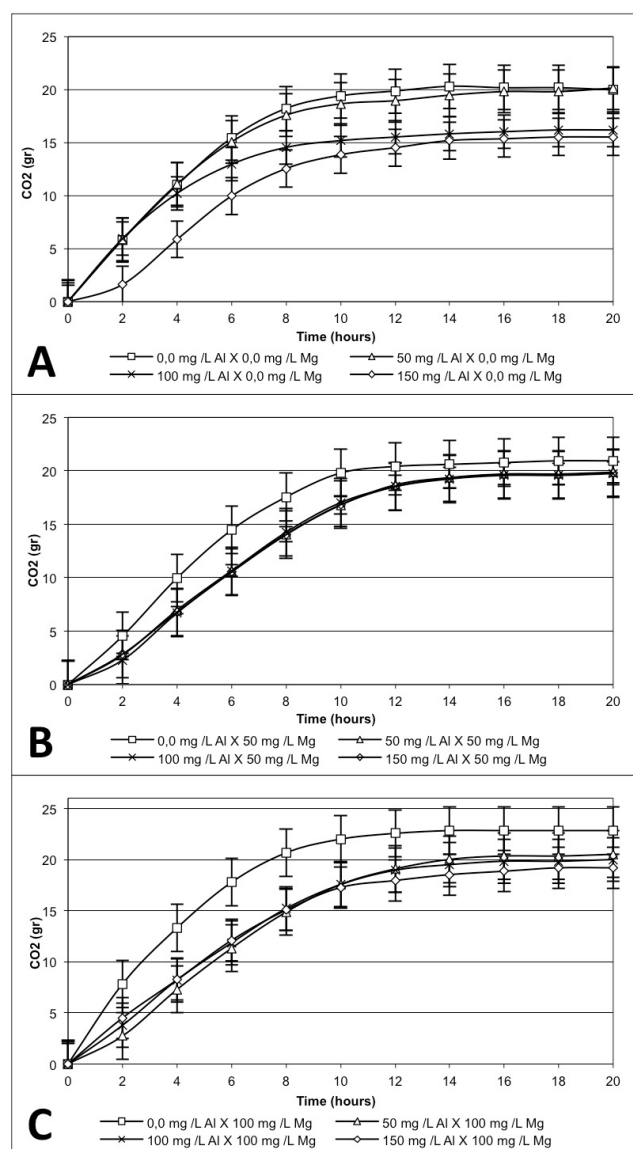 25
20
15
10
5
0
CO2 (gr)
0 2 4 6 8 10 12 14 16 18 20
Time (hours)
A
0,0 mg /L Al X 0,0 mg /L Mg 50 mg /L Al X 0,0 mg /L Mg
100 mg /L Al X 0,0 mg /L Mg 150 mg /L Al X 0,0 mg /L Mg
25
20
15
10
5
0
CO2 (gr)
0 2 4 6 8 10 12 14 16 18 20
Time (hours)
B
0,0 mg /L Al X 50 mg /L Mg 50 mg /L Al X 50 mg /L Mg
100 mg /L Al X 50 mg /L Mg 150 mg /L Al X 50 mg /L Mg
25
20
15
10
5
0
CO2 (gr)
0 2 4 6 8 10 12 14 16 18 20
Time (hours)
C
0,0 mg /L Al X 100 mg /L Mg 50 mg /L Al X 100 mg /L Mg
100 mg /L Al X 100 mg /L Mg 150 mg /L Al X 100 mg /L Mg